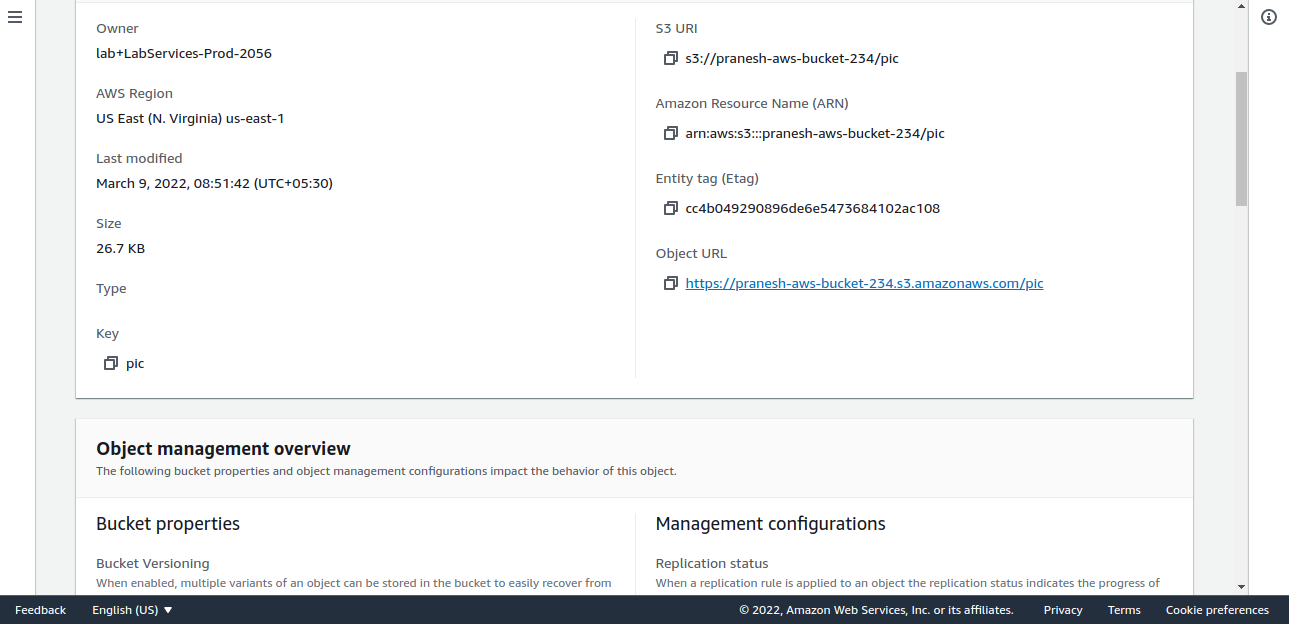 Owner
lab+LabServices-Prod-2056
AWS Region
US East (N. Virginia) us-east-1
Last modified
March 9, 2022, 08:51:42 (UTC+05:30)
Size
26.7 KB
Type
Key
pic
S3 URI
s3://pranesh-aws-bucket-234/pic
Amazon Resource Name (ARN)
arn:aws:s3:::pranesh-aws-bucket-234/pic
Entity tag (Etag)
cc4b049290896de6e5473684102ac108
Object URL
https://pranesh-aws-bucket-234.s3.amazonaws.com/pic
Object management overview
The following bucket properties and object management configurations impact the behavior of this object.
Bucket properties
Bucket Versioning
When enabled, multiple variants of an object can be stored in the bucket to easily recover from
Management configurations
Replication status
When a replication rule is applied to an object the replication status indicates the progress of
Feedback
English (US)
© 2022, Amazon Web Services, Inc. or its affiliates.
Privacy
Terms
Cookie preferences